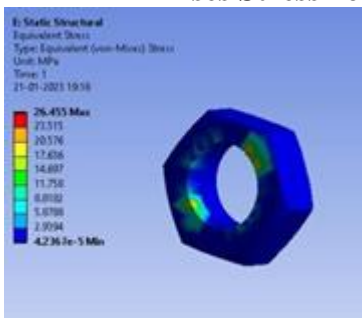 E: Static Structural
Equivalent Stress
Type: Equivalent (von-Mises) Stress
Unit: MPa
Time: 1
21-01-2023 19:58
26.455 Max
23.515
20.576
17.636
14.697
11.758
8.8182
5.8788
2.9394
4.2367e-5 Min